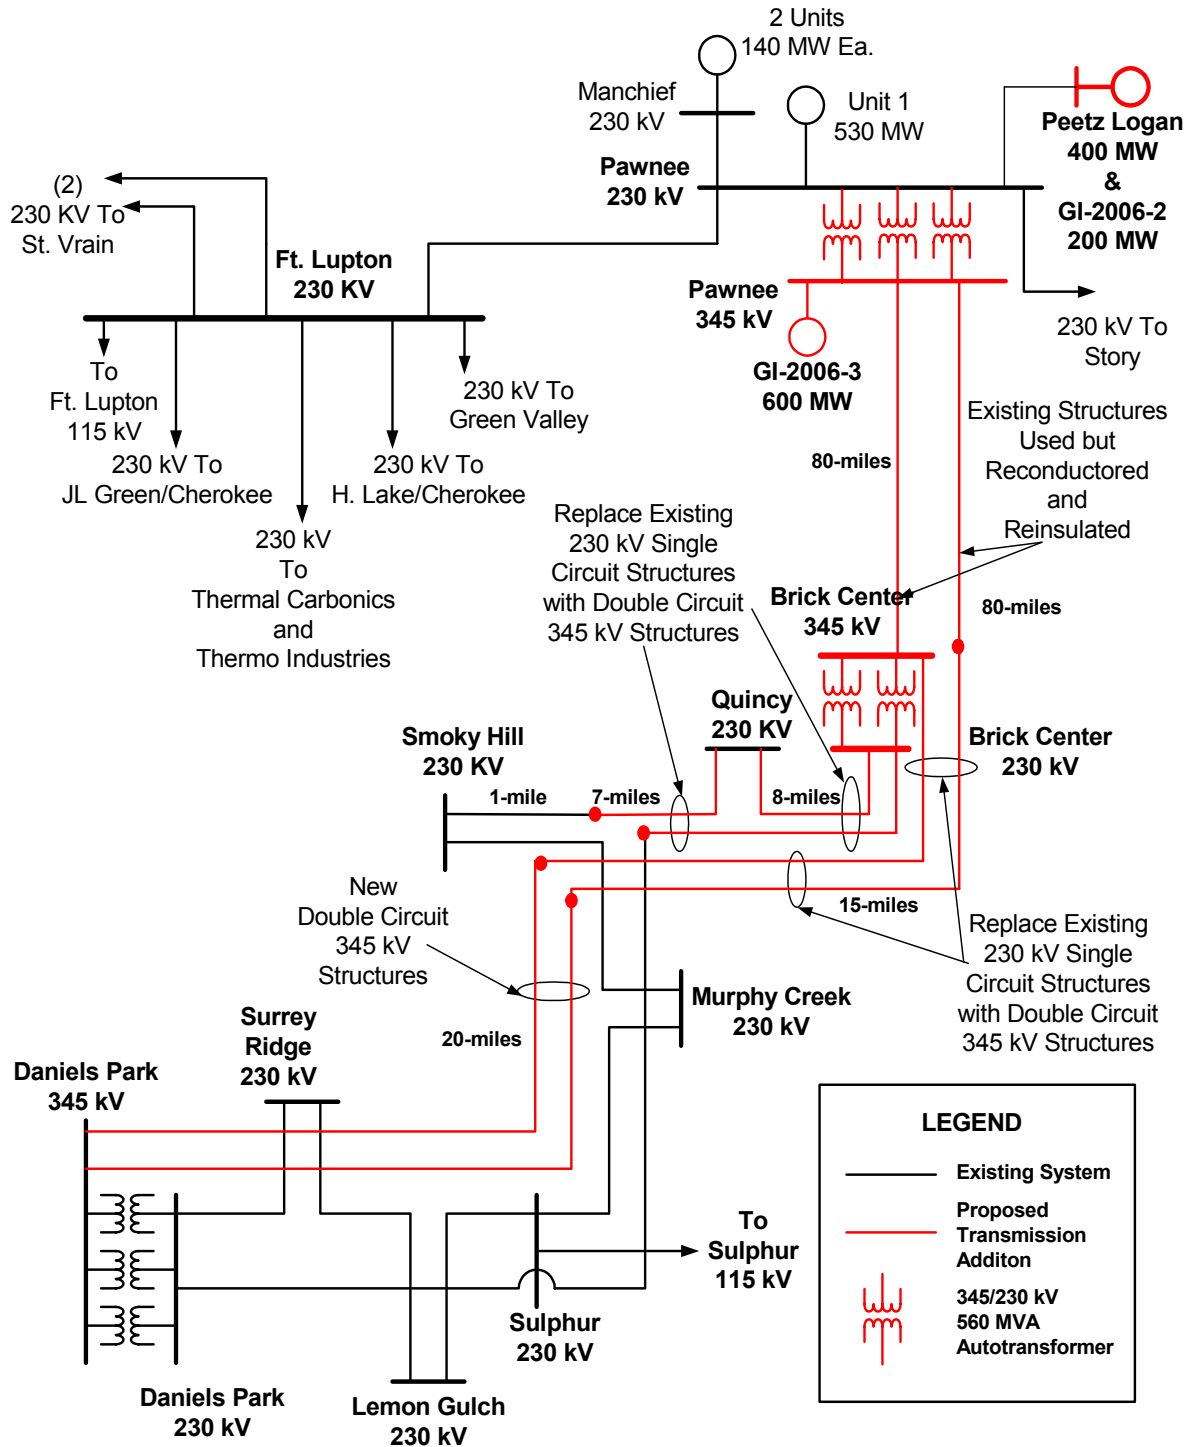 2 Units
140 MW Ea.
Manchief
230 kV
Unit 1
530 MW
Peetz Logan
400 MW
&
GI-2006-2
200 MW
Pawnee
230 kV
(2)
230 KV To
St. Vrain
Ft. Lupton
230 KV
Pawnee
345 kV
230 kV To
Story
GI-2006-3
600 MW
To
Ft. Lupton
115 kV
230 kV To
Green Valley
230 kV To
JL Green/Cherokee
230 kV To
H. Lake/Cherokee
230 kV
To
Thermal Carbonics
and
Thermo Industries
80-miles
Existing Structures
Used but
Reconductored
and
Reinsulated
Replace Existing
230 kV Single
Circuit Structures
with Double Circuit
345 kV Structures
Brick Center
345 kV
80-miles
Quincy
230 KV
Smoky Hill
230 KV
Brick Center
230 kV
1-mile
7-miles
8-miles
New
Double Circuit
345 kV
Structures
15-miles
Replace Existing
230 kV Single
Circuit Structures
with Double Circuit
345 kV Structures
Murphy Creek
230 kV
20-miles
Surrey
Ridge
230 kV
Daniels Park
345 kV
To
Sulphur
115 kV
Sulphur
230 kV
Daniels Park
230 kV
Lemon Gulch
230 kV
LEGEND
Existing System
Proposed
Transmission
Additon
345/230 kV
560 MVA
Autotransformer